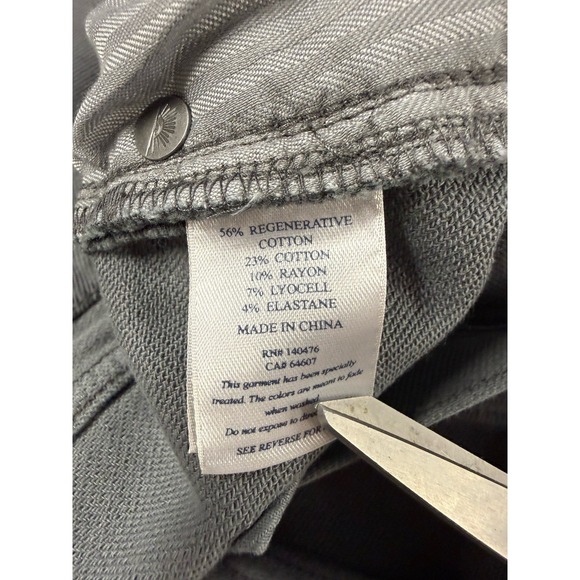 56% REGENERATIVE
COTTON
23% COTTON
10% RAYON
7% LYOCELL
4% ELASTANE
MADE IN CHINA
RN# 140476
CA# 64607
This garment has been specially
treated. The colors are meant to fade
when washed.
Do not expose to direct
SEE REVERSE FOR